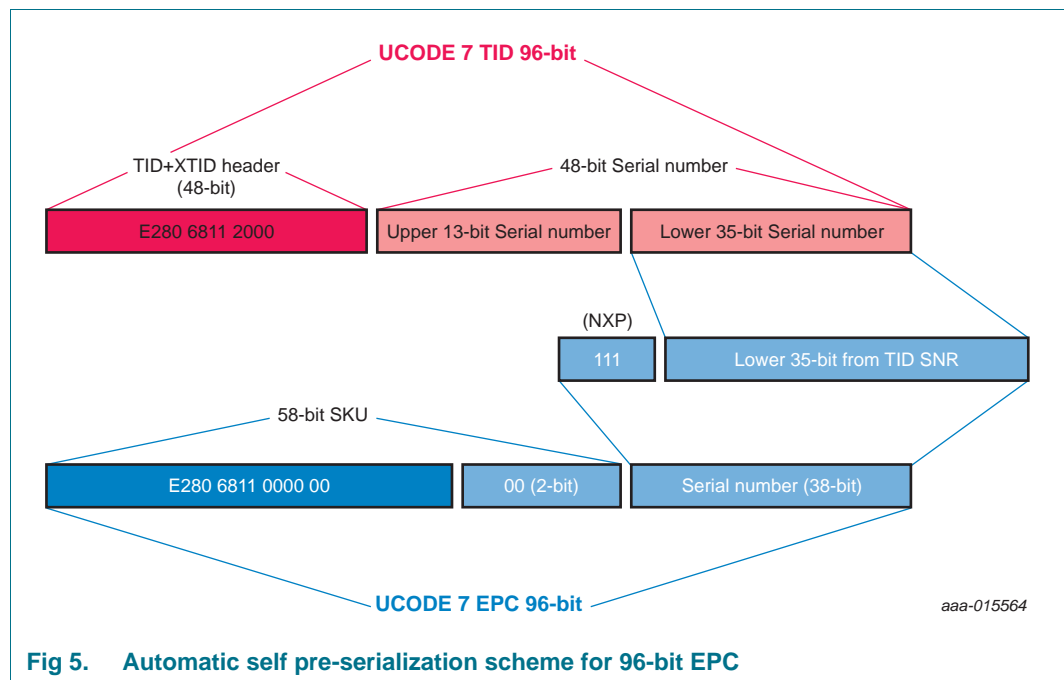 UCODE 7 TID 96-bit
TID+XTID header
(48-bit)
48-bit Serial number
E280 6811 2000
Upper 13-bit Serial number
Lower 35-bit Serial number
(NXP)
111
Lower 35-bit from TID SNR
58-bit SKU
E280 6811 0000 00
00 (2-bit)
Serial number (38-bit)
UCODE 7 EPC 96-bit
aaa-015564
Fig 5. Automatic self pre-serialization scheme for 96-bit EPC